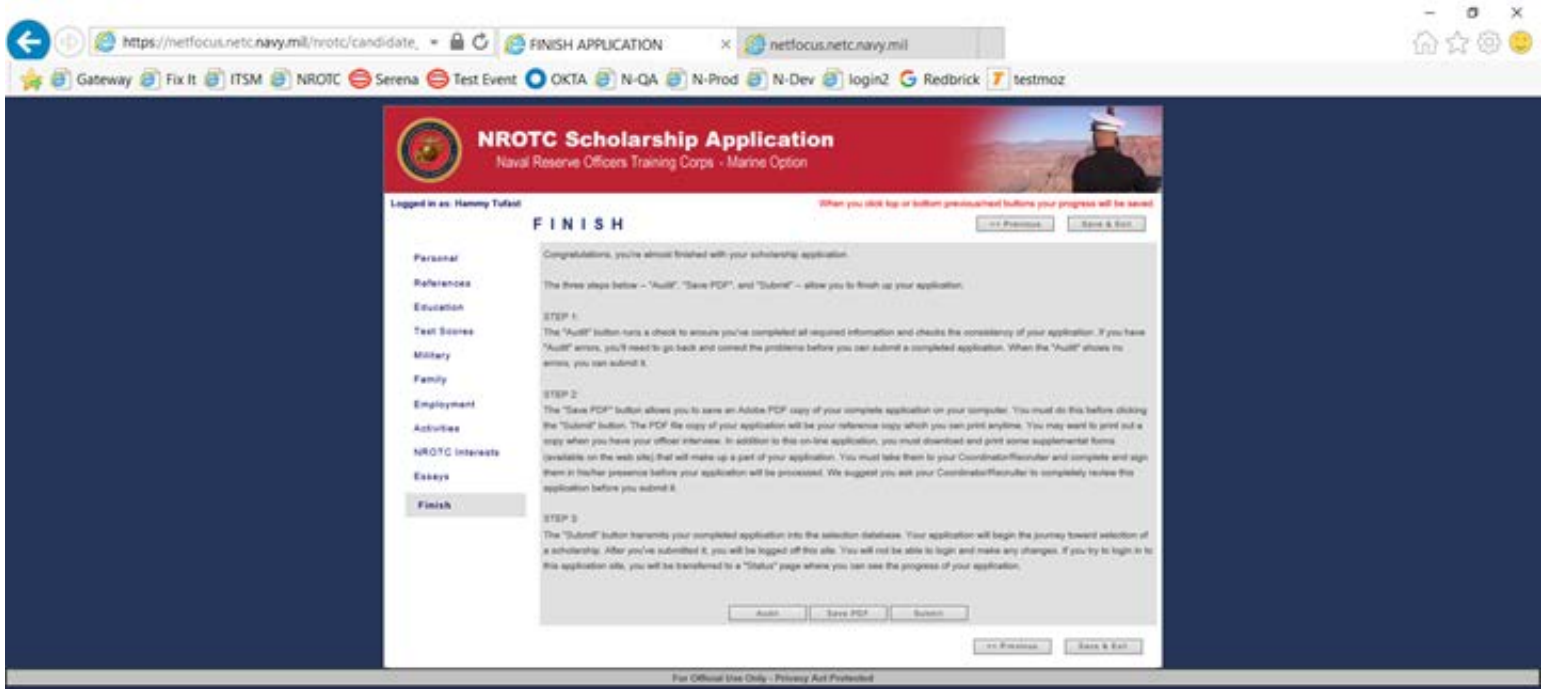 https://netfocus.netc.navy.mil/nrotc/candidate_
FINISH APPLICATION
netfocus.netc.navy.mil
Gateway Fix It ITSM NROTC Serena Test Event OKTA N-QA N-Prod N-Dev login2 Redbrick testmoz
NROTC Scholarship Application
Naval Reserve Officers Training Corps - Marine Option
Logged in as: Hammy Tufast
When you click top or bottom previous/next buttons your progress will be saved
FINISH
<< Previous Save & Exit
Personal
References
Education
Test Scores
Military
Family
Employment
Activities
NROTC Interests
Essays
Finish
Congratulations, you're almost finished with your scholarship application.
The three steps below -- "Audit", "Save PDF", and "Submit" -- allow you to finish up your application.
STEP 1:
The "Audit" button runs a check to ensure you've completed all required information and checks the consistency of your application. If you have
"Audit" errors, you'll need to go back and correct the problems before you can submit a completed application. When the "Audit" shows no
errors, you can submit it.
STEP 2:
The "Save PDF" button allows you to save an Adobe PDF copy of your complete application on your computer. You must do this before clicking
the "Submit" button. The PDF file copy of your application will be your reference copy which you can print anytime. You may want to print out a
copy when you have your officer interview. In addition to this on-line application, you must download and print some supplemental forms
(available on the web site) that will make up a part of your application. You must take them to your Coordinator/Recruiter and complete and sign
them in his/her presence before your application will be processed. We suggest you ask your Coordinator/Recruiter to completely review this
application before you submit it.
STEP 3:
The "Submit" button transmits your completed application into the selection database. Your application will begin the journey toward selection of
a scholarship. After you've submitted it, you will be logged off this site. You will not be able to login and make any changes. If you try to login in to
this application site, you will be transferred to a "Status" page where you can see the progress of your application.
Audit Save PDF Submit
<< Previous Save & Exit
For Official Use Only - Privacy Act Protected